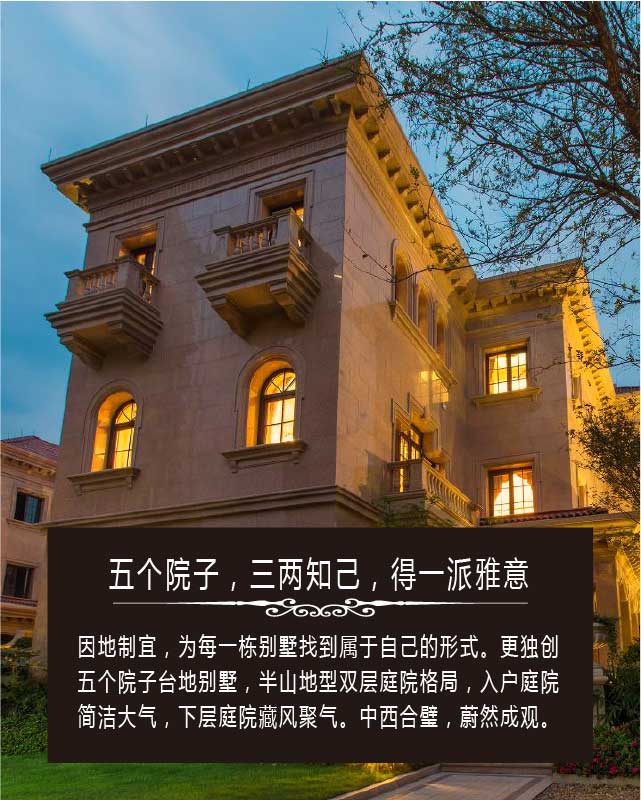 五个院子，三两知己，得一派雅意
因地制宜，为每一栋别墅找到属于自己的形式。更独创
五个院子台地别墅，半山地型双层庭院格局，入户庭院
简洁大气，下层庭院藏风聚气。中西合璧，蔚然成观。